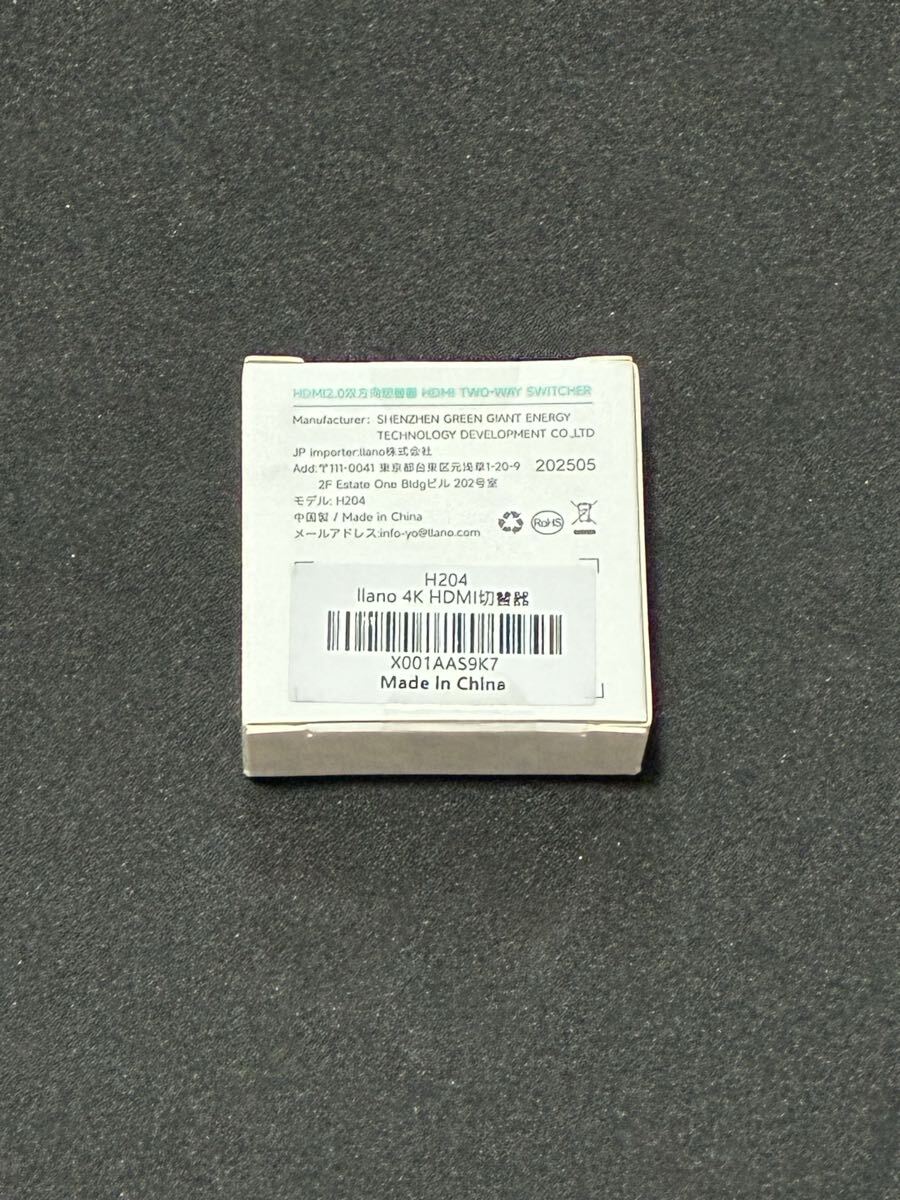 HDMI2.0双方向切替器 HDMI TWO-WAY SWITCHER
Manufacturer: SHENZHEN GREEN GIANT ENERGY
TECHNOLOGY DEVELOPMENT CO.,LTD
JP importer:llano株式会社
Add:〒111-0041 東京都台東区元浅草1-20-9 202505
2F Estate One Bldgビル 202号室
モデル: H204
中国製 / Made in China
メールアドレス:info-yo@llano.com
RoHS
H204
llano 4K HDMI切替器
X001AAS9K7
Made In China